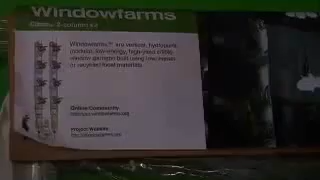 Windowfarms
Windowfarms™ are vertical, hydroponic,
modular, low-energy, high-yield edible
window gardens built using low-impact
or recycled local materials.
Online Community
Project Website